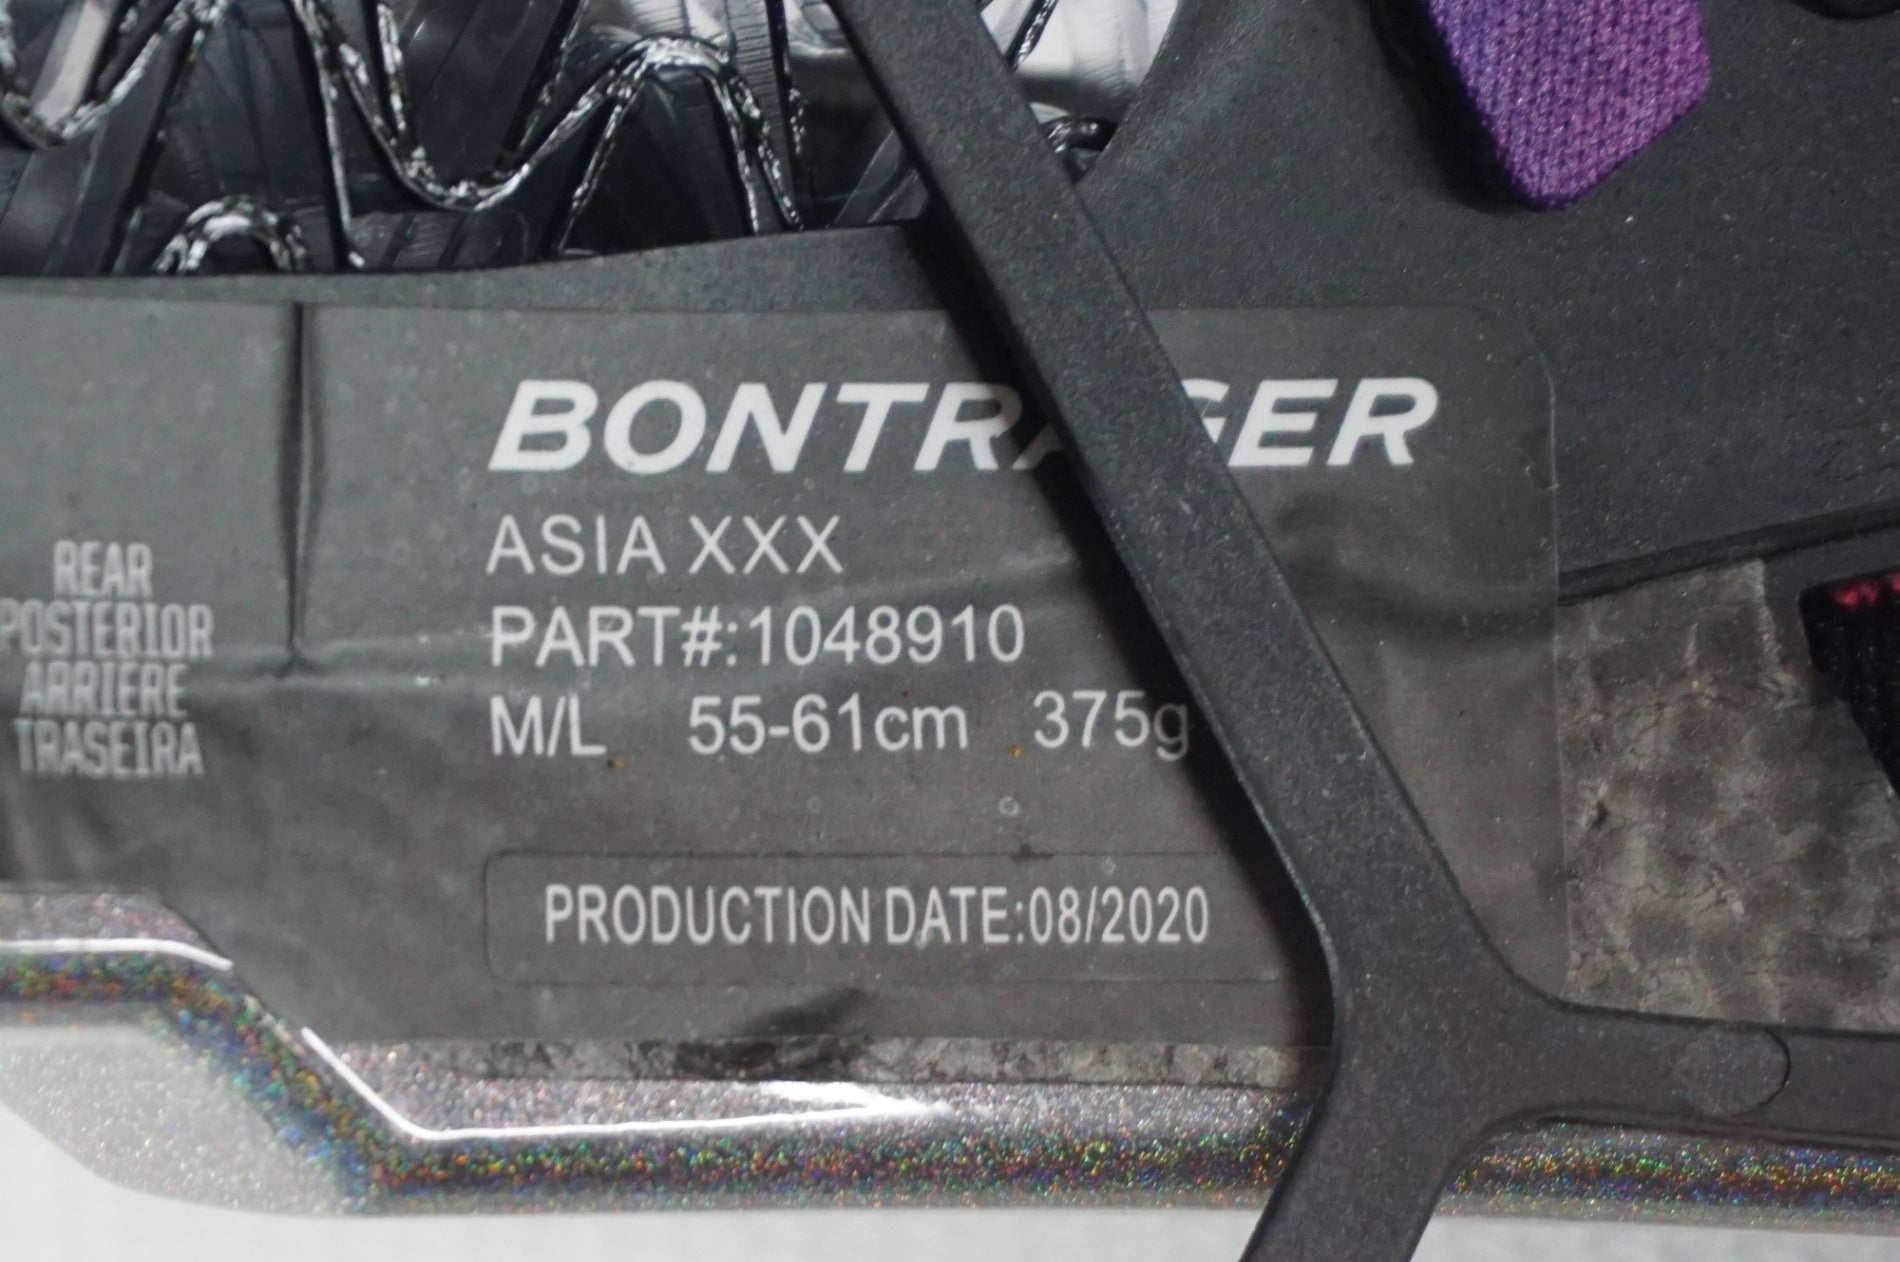 BONTRAGER
ASIA XXX
PART#:1048910
M/L 55-61cm 375g
PRODUCTION DATE:08/2020
REAR
POSTERIOR
ARRIERE
TRASEIRA